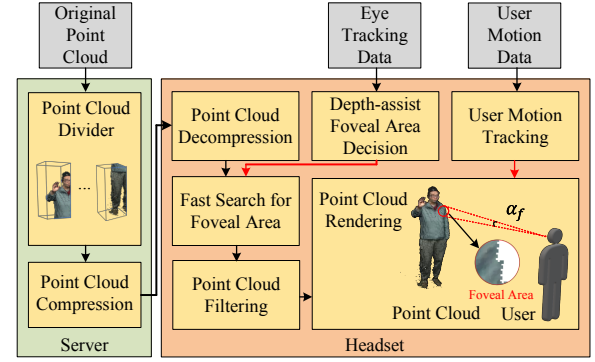 Original
Point
Cloud
Eye
Tracking
Data
User
Motion
Data
Point Cloud
Divider
...
Point Cloud
Compression
Server
Point Cloud
Decompression
Depth-assist
Foveal Area
Decision
User Motion
Tracking
Fast Search for
Foveal Area
Point Cloud
Filtering
Point Cloud
Rendering
α_f
Foveal Area
Point Cloud
User
Headset